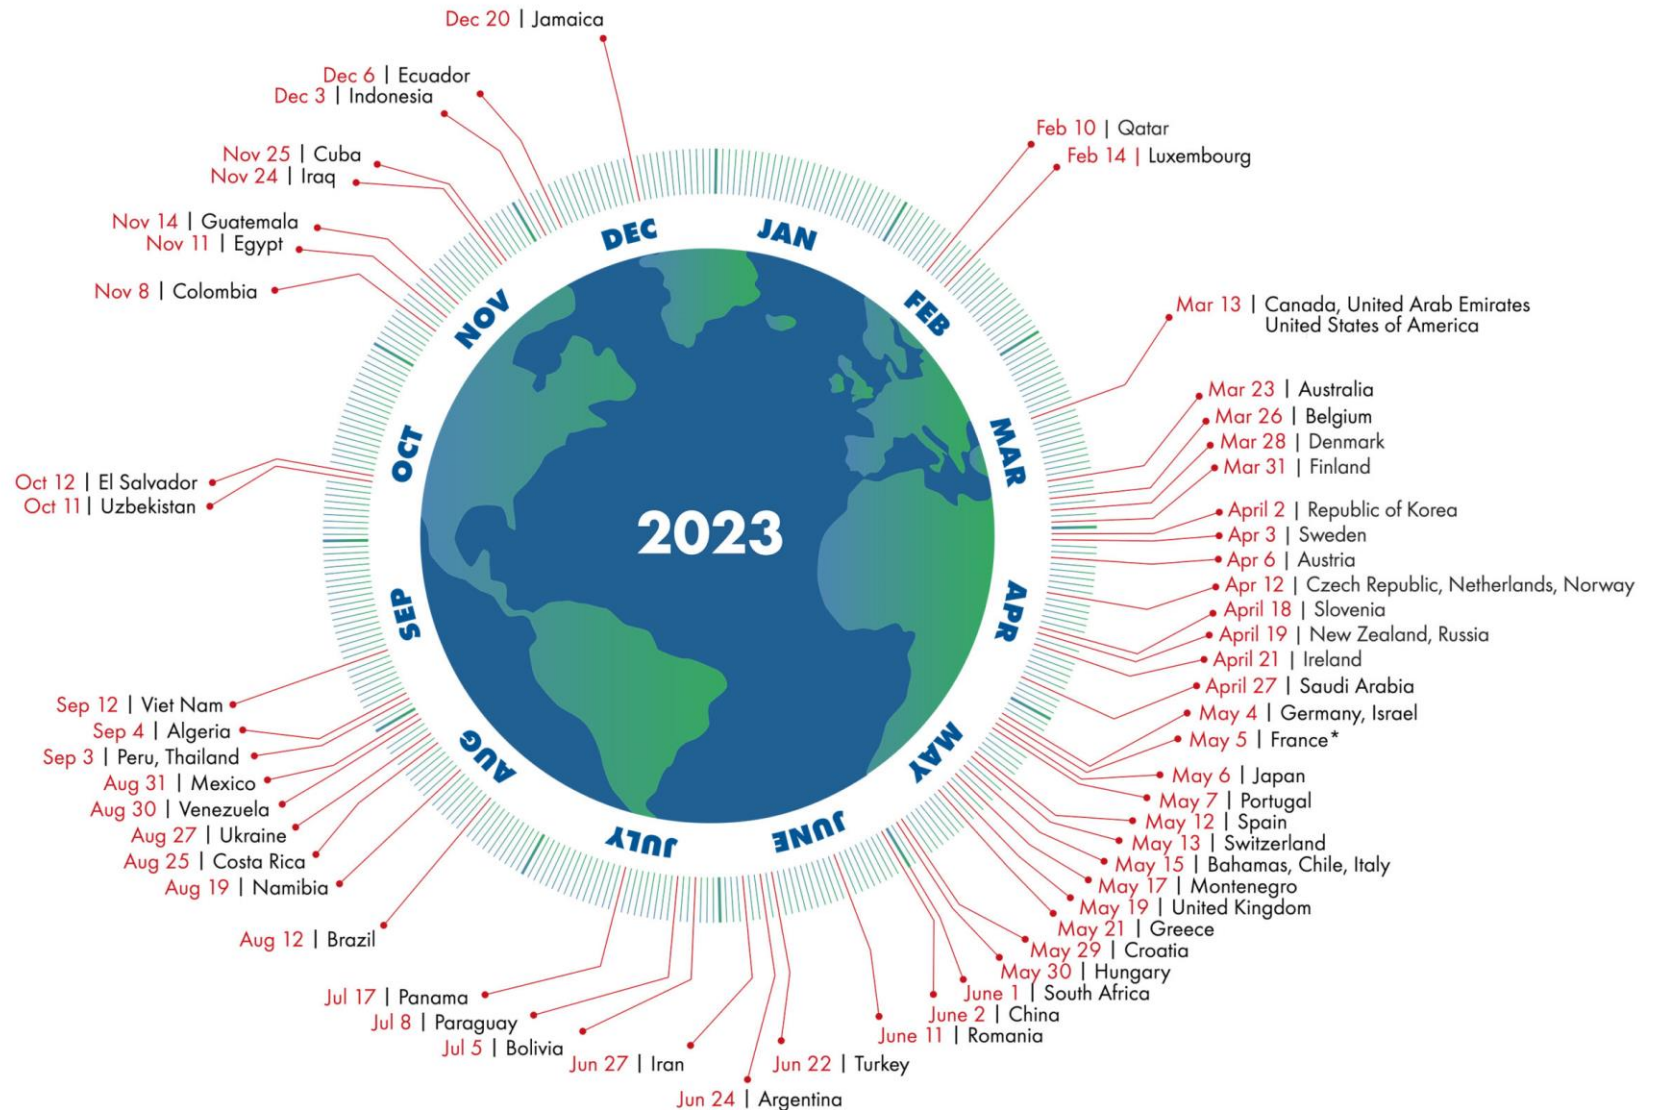 Dec 20 | Jamaica
Dec 6 | Ecuador
Dec 3 | Indonesia
Nov 25 | Cuba
Nov 24 | Iraq
Nov 14 | Guatemala
Nov 11 | Egypt
Nov 8 | Colombia
Oct 12 | El Salvador
Oct 11 | Uzbekistan
Sep 12 | Viet Nam
Sep 4 | Algeria
Sep 3 | Peru, Thailand
Aug 31 | Mexico
Aug 30 | Venezuela
Aug 27 | Ukraine
Aug 25 | Costa Rica
Aug 19 | Namibia
Aug 12 | Brazil
Jul 17 | Panama
Jul 8 | Paraguay
Jul 5 | Bolivia
Jun 27 | Iran
Jun 24 | Argentina
Jun 22 | Turkey
DEC
JAN
NOV
FEB
OCT
MAR
2023
SEP
APR
AUG
MAY
JULY
JUNE
Feb 10 | Qatar
Feb 14 | Luxembourg
Mar 13 | Canada, United Arab Emirates
United States of America
Mar 23 | Australia
Mar 26 | Belgium
Mar 28 | Denmark
Mar 31 | Finland
April 2 | Republic of Korea
Apr 3 | Sweden
Apr 6 | Austria
Apr 12 | Czech Republic, Netherlands, Norway
April 18 | Slovenia
April 19 | New Zealand, Russia
April 21 | Ireland
April 27 | Saudi Arabia
May 4 | Germany, Israel
May 5 | France*
May 6 | Japan
May 7 | Portugal
May 12 | Spain
May 13 | Switzerland
May 15 | Bahamas, Chile, Italy
May 17 | Montenegro
May 19 | United Kingdom
May 21 | Greece
May 29 | Croatia
May 30 | Hungary
June 1 | South Africa
June 2 | China
June 11 | Romania